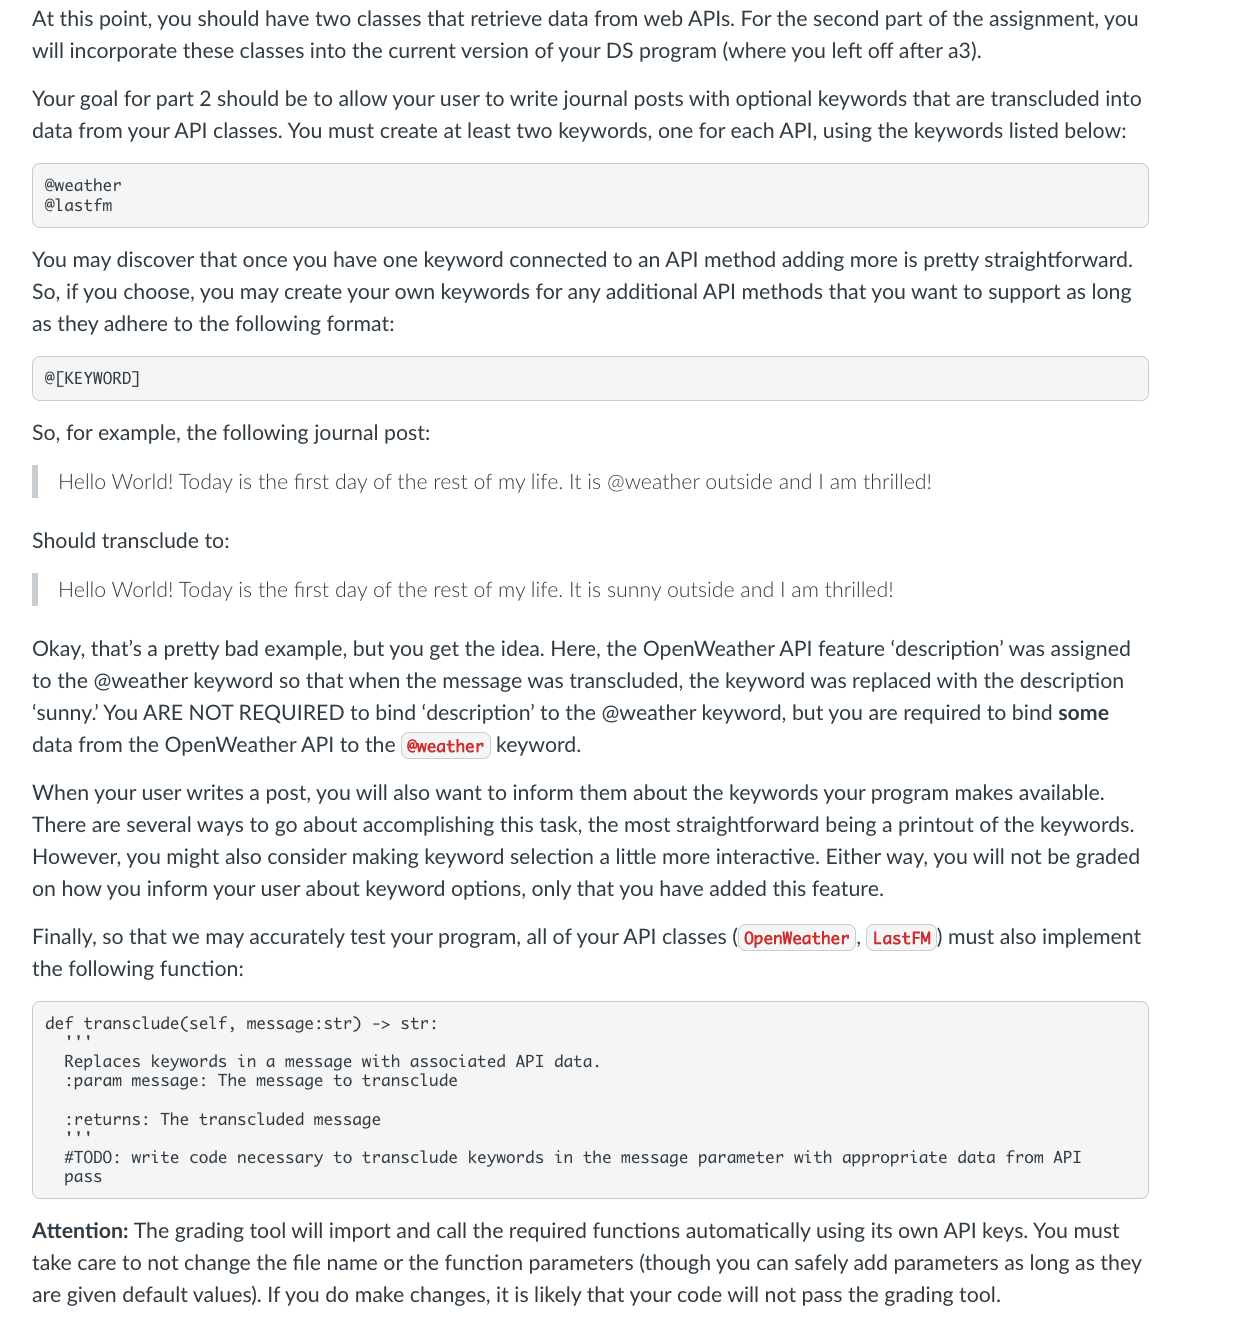 At this point, you should have two classes that retrieve data from web APIs. For the second part of the assignment, you
will incorporate these classes into the current version of your DS program (where you left off after a3).
Your goal for part 2 should be to allow your user to write journal posts with optional keywords that are transcluded into
data from your API classes. You must create at least two keywords, one for each API, using the keywords listed below:
@weather
@lastfm
You may discover that once you have one keyword connected to an API method adding more is pretty straightforward.
So, if you choose, you may create your own keywords for any additional API methods that you want to support as long
as they adhere to the following format:
@[KEYWORD]
So, for example, the following journal post:
Hello World! Today is the first day of the rest of my life. It is @weather outside and I am thrilled!
Should transclude to:
Hello World! Today is the first day of the rest of my life. It is sunny outside and I am thrilled!
Okay, that’s a pretty bad example, but you get the idea. Here, the OpenWeather API feature ‘description’ was assigned
to the @weather keyword so that when the message was transcluded, the keyword was replaced with the description
‘sunny.’ You ARE NOT REQUIRED to bind ‘description’ to the @weather keyword, but you are required to bind some
data from the OpenWeather API to the @weather keyword.
When your user writes a post, you will also want to inform them about the keywords your program makes available.
There are several ways to go about accomplishing this task, the most straightforward being a printout of the keywords.
However, you might also consider making keyword selection a little more interactive. Either way, you will not be graded
on how you inform your user about keyword options, only that you have added this feature.
Finally, so that we may accurately test your program, all of your API classes (OpenWeather, LastFM) must also implement
the following function:
def transclude(self, message:str) -> str:
  '''
  Replaces keywords in a message with associated API data.
  :param message: The message to transclude

  :returns: The transcluded message
  '''
  #TODO: write code necessary to transclude keywords in the message parameter with appropriate data from API
  pass
Attention: The grading tool will import and call the required functions automatically using its own API keys. You must
take care to not change the file name or the function parameters (though you can safely add parameters as long as they
are given default values). If you do make changes, it is likely that your code will not pass the grading tool.